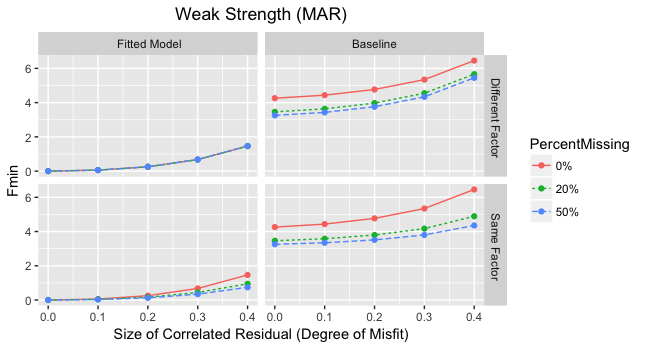 Weak Strength (MAR)
Fitted Model
Baseline
6
4
2
0
Different Factor
6
4
2
0
Same Factor
Fmin
0.0 0.1 0.2 0.3 0.4
0.0 0.1 0.2 0.3 0.4
Size of Correlated Residual (Degree of Misfit)
PercentMissing
0%
20%
50%